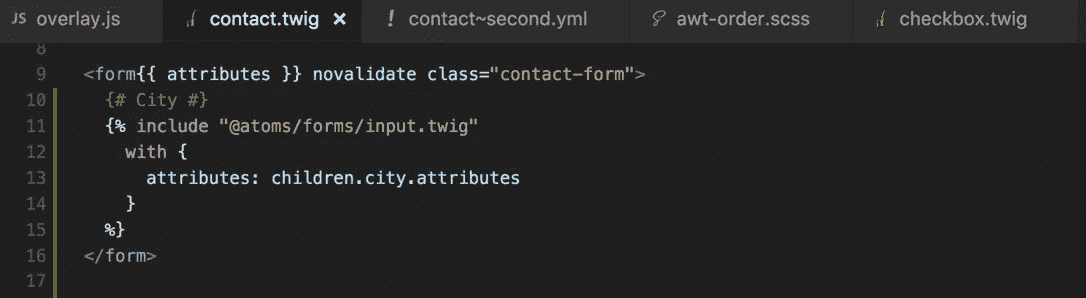 JS overlay.js contact.twig × ! contact~second.yml awt-order.scss checkbox.twig
8
9 <form{{ attributes }} novalidate class="contact-form">
10 {# City #}
11 {% include "@atoms/forms/input.twig"
12 with {
13 attributes: children.city.attributes
14 }
15 %}
16 </form>
17